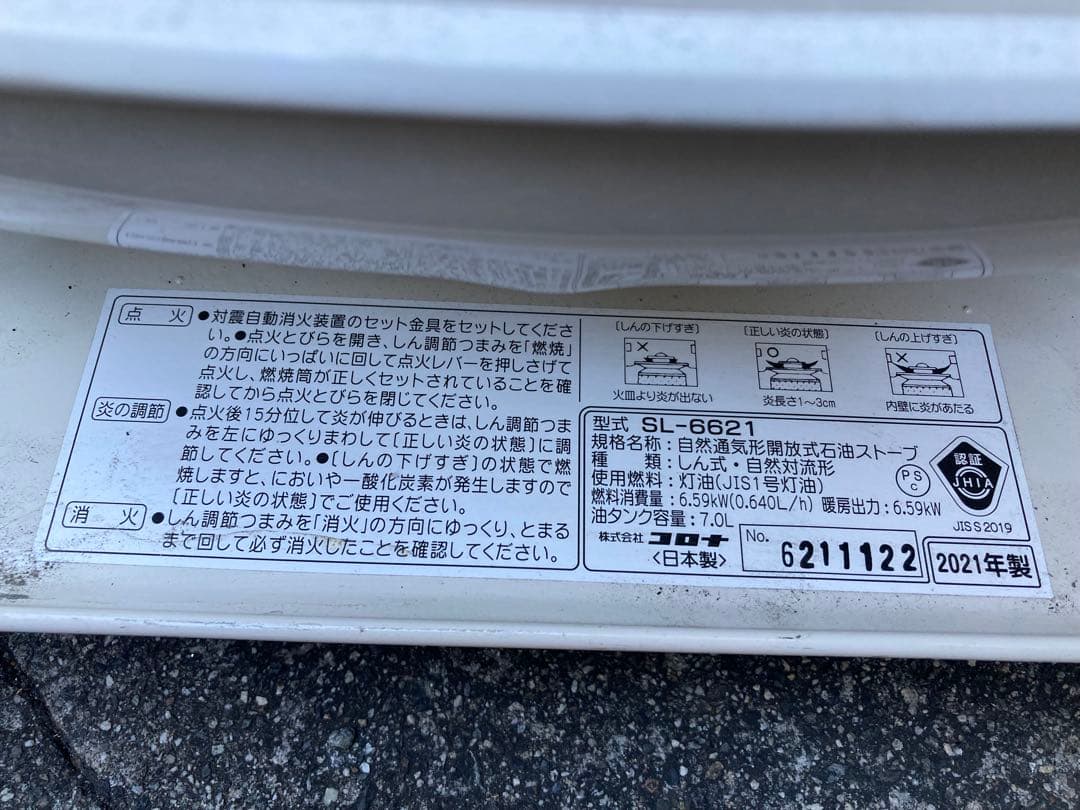 点火
●対震自動消火装置のセット金具をセットしてくださ
い。●点火とびらを開き、しん調節つまみを「燃焼」
の方向にいっぱいに回して点火レバーを押しさげて
点火し、燃焼筒が正しくセットされていることを確
認してから点火とびらを閉じてください。
炎の調節
●点火後15分位して炎が伸びるときは、しん調節つま
みを左にゆっくりまわして[正しい炎の状態]に調
節してください。●[しんの下げすぎ]の状態で燃
焼しますと、においや一酸化炭素が発生しますので
[正しい炎の状態]でご使用ください。
消火
●しん調節つまみを「消火」の方向にゆっくり、とまる
まで回して必ず消火したことを確認してください。
[しんの下げすぎ]
×
火皿より炎が出ない
[正しい炎の状態]
○
炎長さ1~3cm
[しんの上げすぎ]
×
内壁に炎があたる
型式 SL-6621
規格名称:自然通気形開放式石油ストーブ
種類:しん式・自然対流形
使用燃料:灯油(JIS1号灯油)
燃料消費量:6.59kW(0.640L/h) 暖房出力:6.59kW
油タンク容量:7.0L
株式会社 コロナ
〈日本製〉
No.
6211122
PS
C
認証
JHIA
JISS2019
2021年製